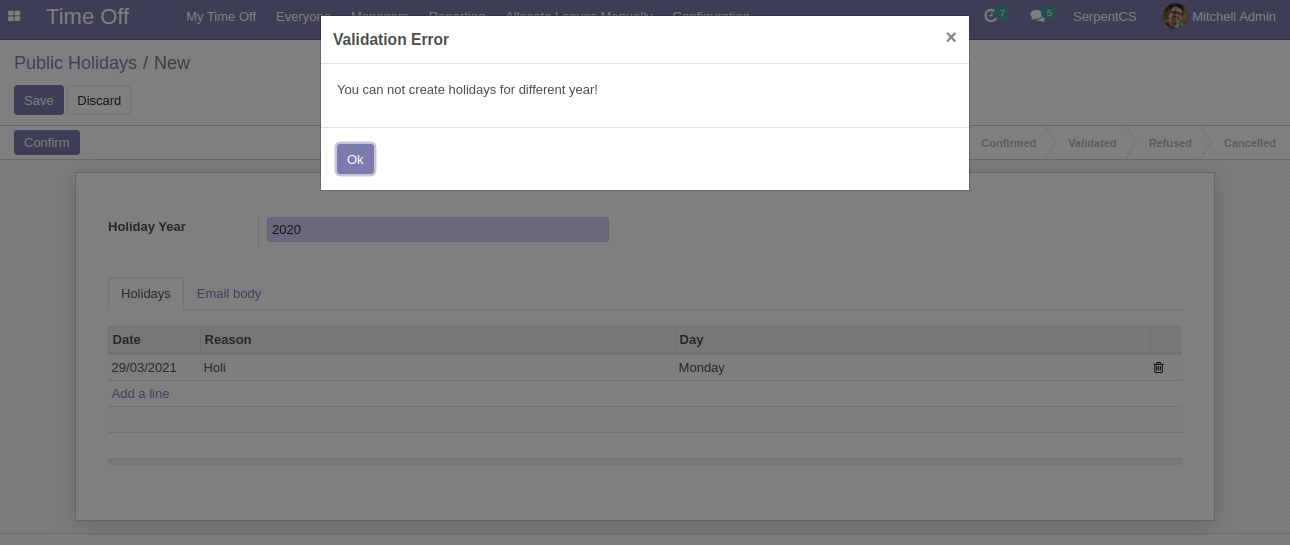 Time Off My Time Off Everyone Managers Reporting Allocate Leaves Manually Configuration 7 5 SerpentCS Mitchell Admin
Validation Error ×
Public Holidays / New
You can not create holidays for different year!
Save Discard
Confirm Confirmed Validated Refused Cancelled
Ok
Holiday Year 2020
Holidays Email body
Date Reason Day
29/03/2021 Holi Monday
Add a line